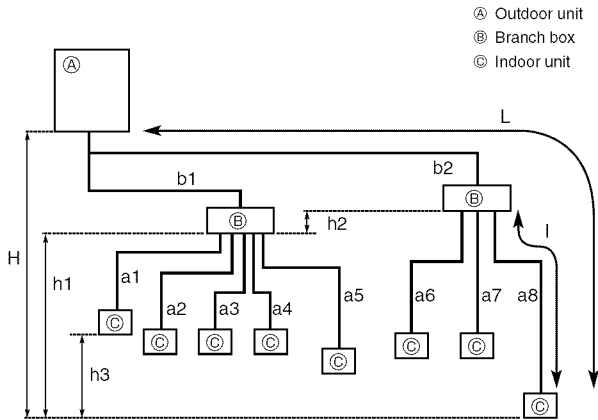 Ⓐ Outdoor unit
Ⓑ Branch box
Ⓒ Indoor unit
Ⓐ
L
b2
b1
Ⓑ
Ⓑ
h2
l
H
h1
a1
a2
a3
a4
a5
a6
a7
a8
Ⓒ
Ⓒ
Ⓒ
Ⓒ
Ⓒ
Ⓒ
Ⓒ
h3
Ⓒ